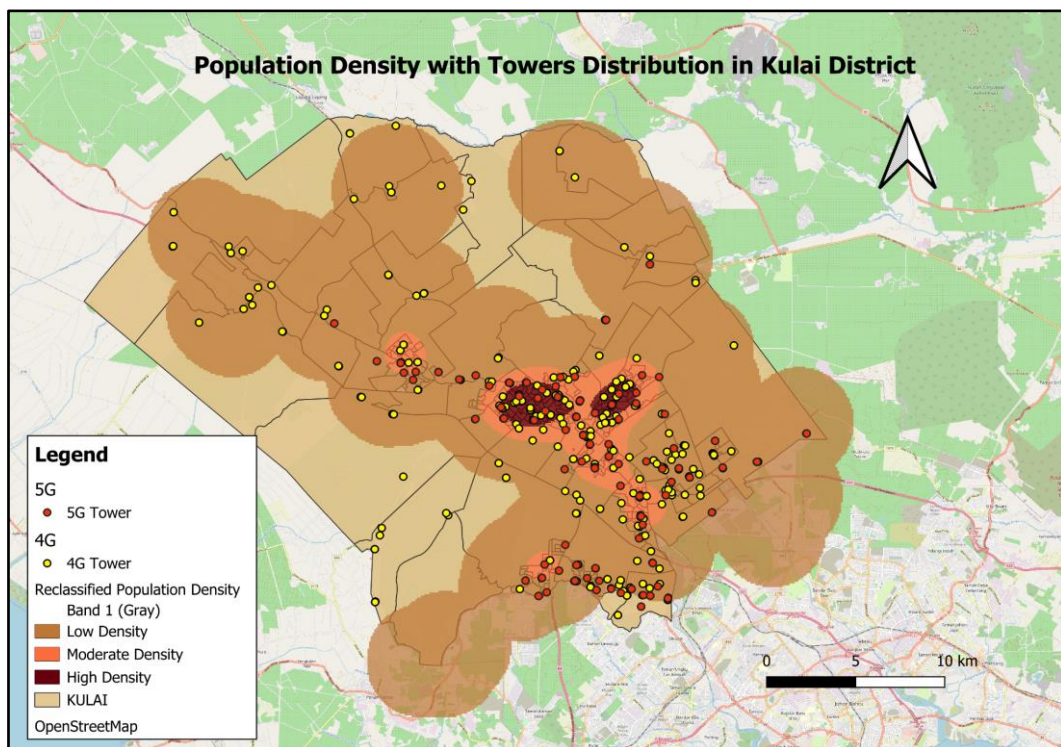 Population Density with Towers Distribution in Kulai District
Legend
5G
5G Tower
4G
4G Tower
Reclassified Population Density
Band 1 (Gray)
Low Density
Moderate Density
High Density
KULAI
OpenStreetMap
0 5 10 km